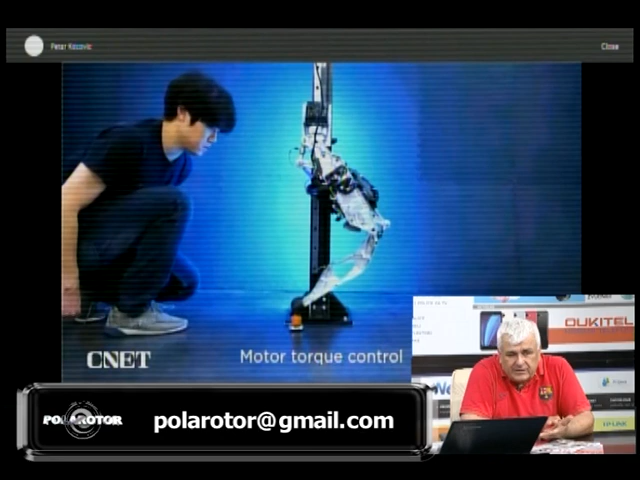 Petar Kocovic
Close
CNET
Motor torque control
OUKITEL
TP-LINK
POLAROTOR
polarotor@gmail.com